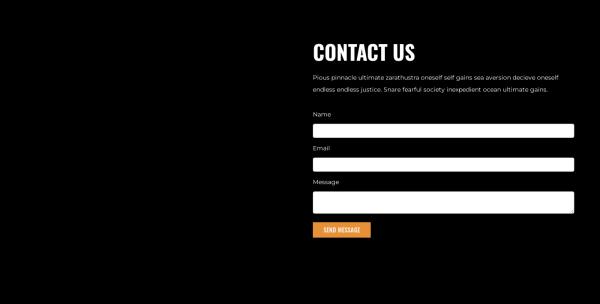 CONTACT US
Pious pinnacle ultimate zarathustra oneself self gains sea aversion decieve oneself
endless endless justice. Snare fearful society inexpedient ocean ultimate gains.
Name
Email
Message
SEND MESSAGE